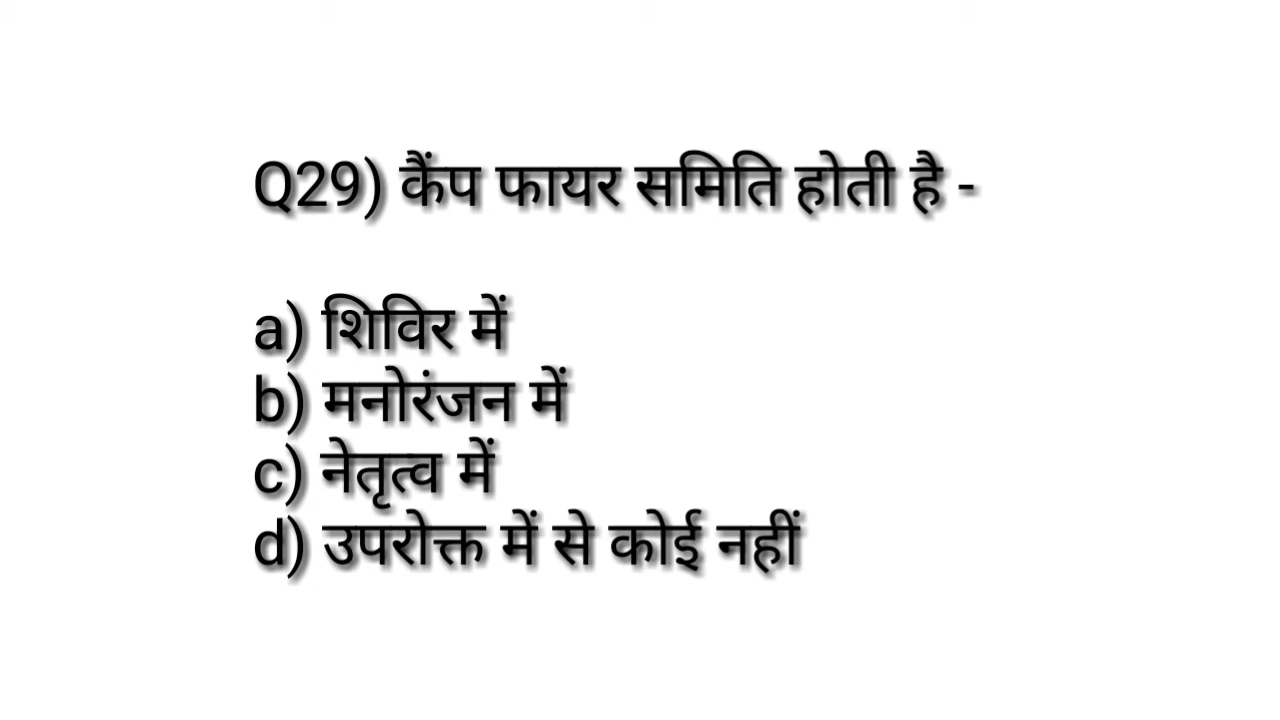 Q29) कैंप फायर समिति होती है -
a) शिविर में
b) मनोरंजन में
c) नेतृत्व में
d) उपरोक्त में से कोई नहीं